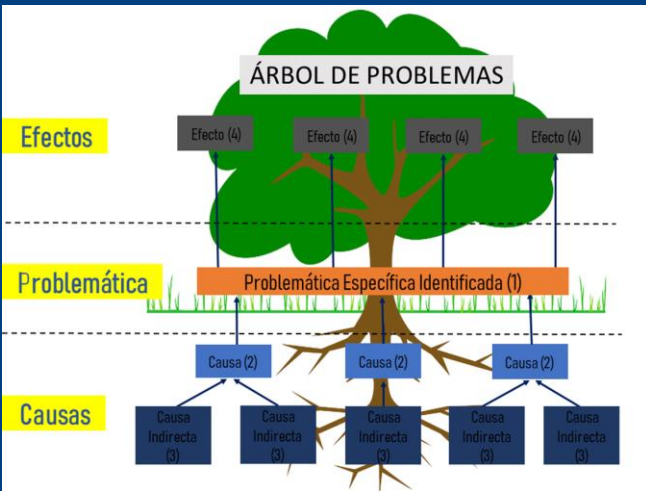 ÁRBOL DE PROBLEMAS
Efectos
Efecto (4)
Efecto (4)
Efecto (4)
Efecto (4)
Problemática
Problemática Específica Identificada (1)
Causa (2)
Causa (2)
Causa (2)
Causas
Causa
Indirecta
(3)
Causa
Indirecta
(3)
Causa
Indirecta
(3)
Causa
Indirecta
(3)
Causa
Indirecta
(3)